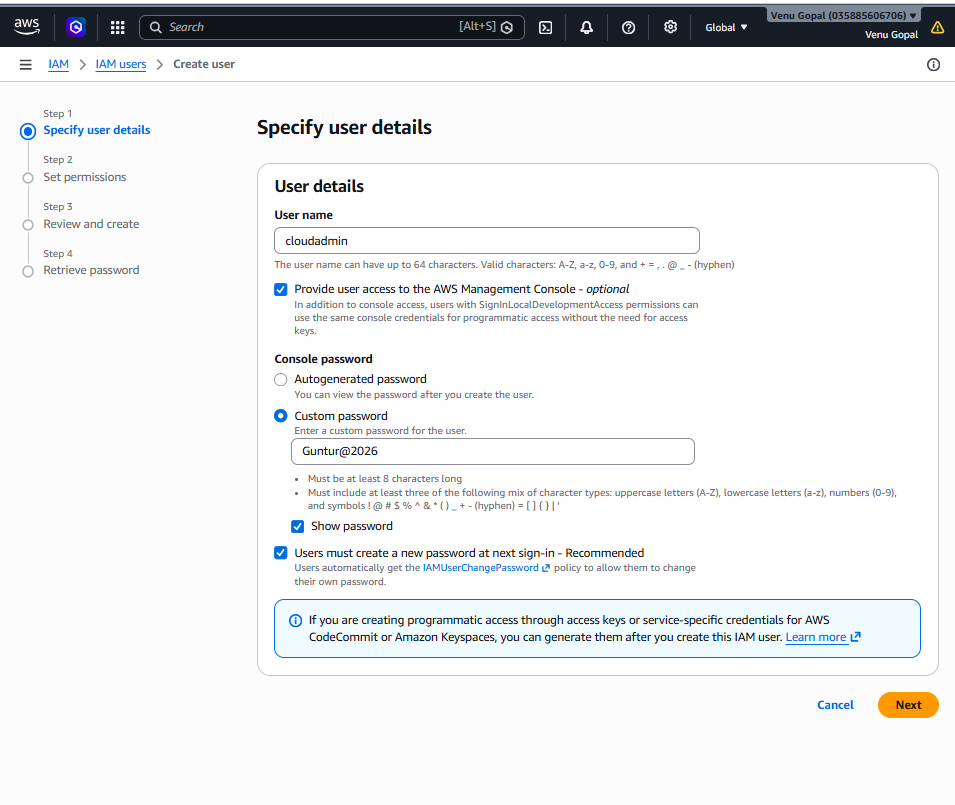 aws
Search
[Alt+S]
Global
Venu Gopal (035885606706)
Venu Gopal
IAM
IAM users
Create user
Step 1
Specify user details
Step 2
Set permissions
Step 3
Review and create
Step 4
Retrieve password
Specify user details
User details
User name
cloudadmin
The user name can have up to 64 characters. Valid characters: A-Z, a-z, 0-9, and + = , . @ _ - (hyphen)
Provide user access to the AWS Management Console - optional
In addition to console access, users with SignInLocalDevelopmentAccess permissions can
use the same console credentials for programmatic access without the need for access
keys.
Console password
Autogenerated password
You can view the password after you create the user.
Custom password
Enter a custom password for the user.
Guntur@2026
• Must be at least 8 characters long
• Must include at least three of the following mix of character types: uppercase letters (A-Z), lowercase letters (a-z), numbers (0-9),
and symbols ! @ # $ % ^ & * ( ) _ + - (hyphen) = [ ] { } | '
Show password
Users must create a new password at next sign-in - Recommended
Users automatically get the IAMUserChangePassword policy to allow them to change
their own password.
If you are creating programmatic access through access keys or service-specific credentials for AWS
CodeCommit or Amazon Keyspaces, you can generate them after you create this IAM user. Learn more
Cancel
Next